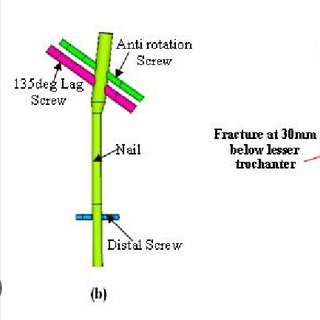 Anti rotation
Screw
135deg Lag
Screw
Fracture at 30mm
below lesser
trochanter
Nail
Distal Screw
(b)